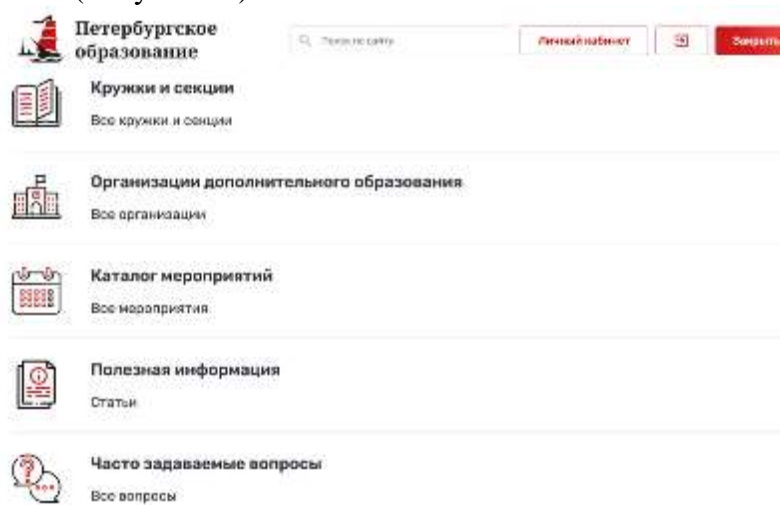 Петербургское
образование
Поиск по сайту
Личный кабинет
Закрыть
Кружки и секции
Все кружки и секции
Организации дополнительного образования
Все организации
Каталог мероприятий
Все мероприятия
Полезная информация
Статьи
Часто задаваемые вопросы
Все вопросы